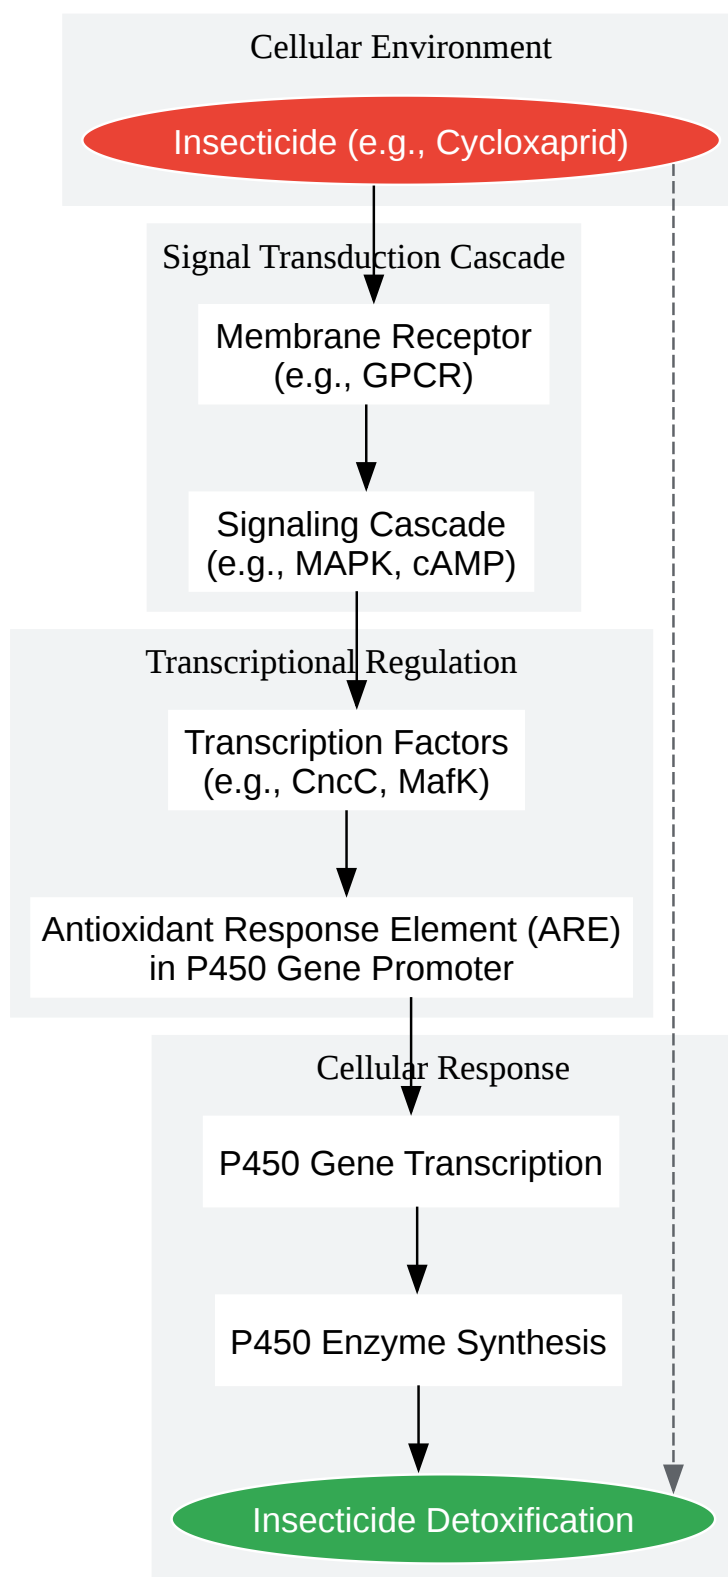 Cellular Environment
Insecticide (e.g., Cycloxaprid)
Signal Transduction Cascade
Membrane Receptor
(e.g., GPCR)
Signaling Cascade
(e.g., MAPK, cAMP)
Transcriptional Regulation
Transcription Factors
(e.g., CncC, MafK)
Antioxidant Response Element (ARE)
in P450 Gene Promoter
Cellular Response
P450 Gene Transcription
P450 Enzyme Synthesis
Insecticide Detoxification